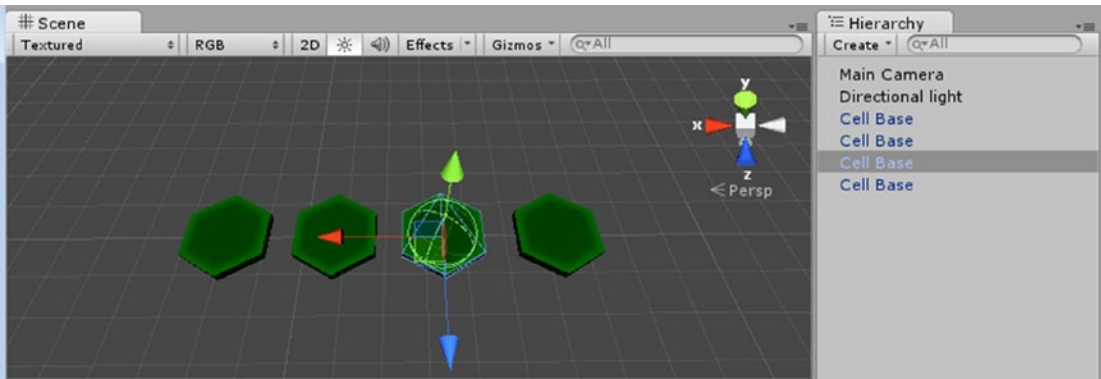 Scene
Textured RGB 2D Effects Gizmos All
y
x
z
Persp
Hierarchy
Create All
Main Camera
Directional light
Cell Base
Cell Base
Cell Base
Cell Base